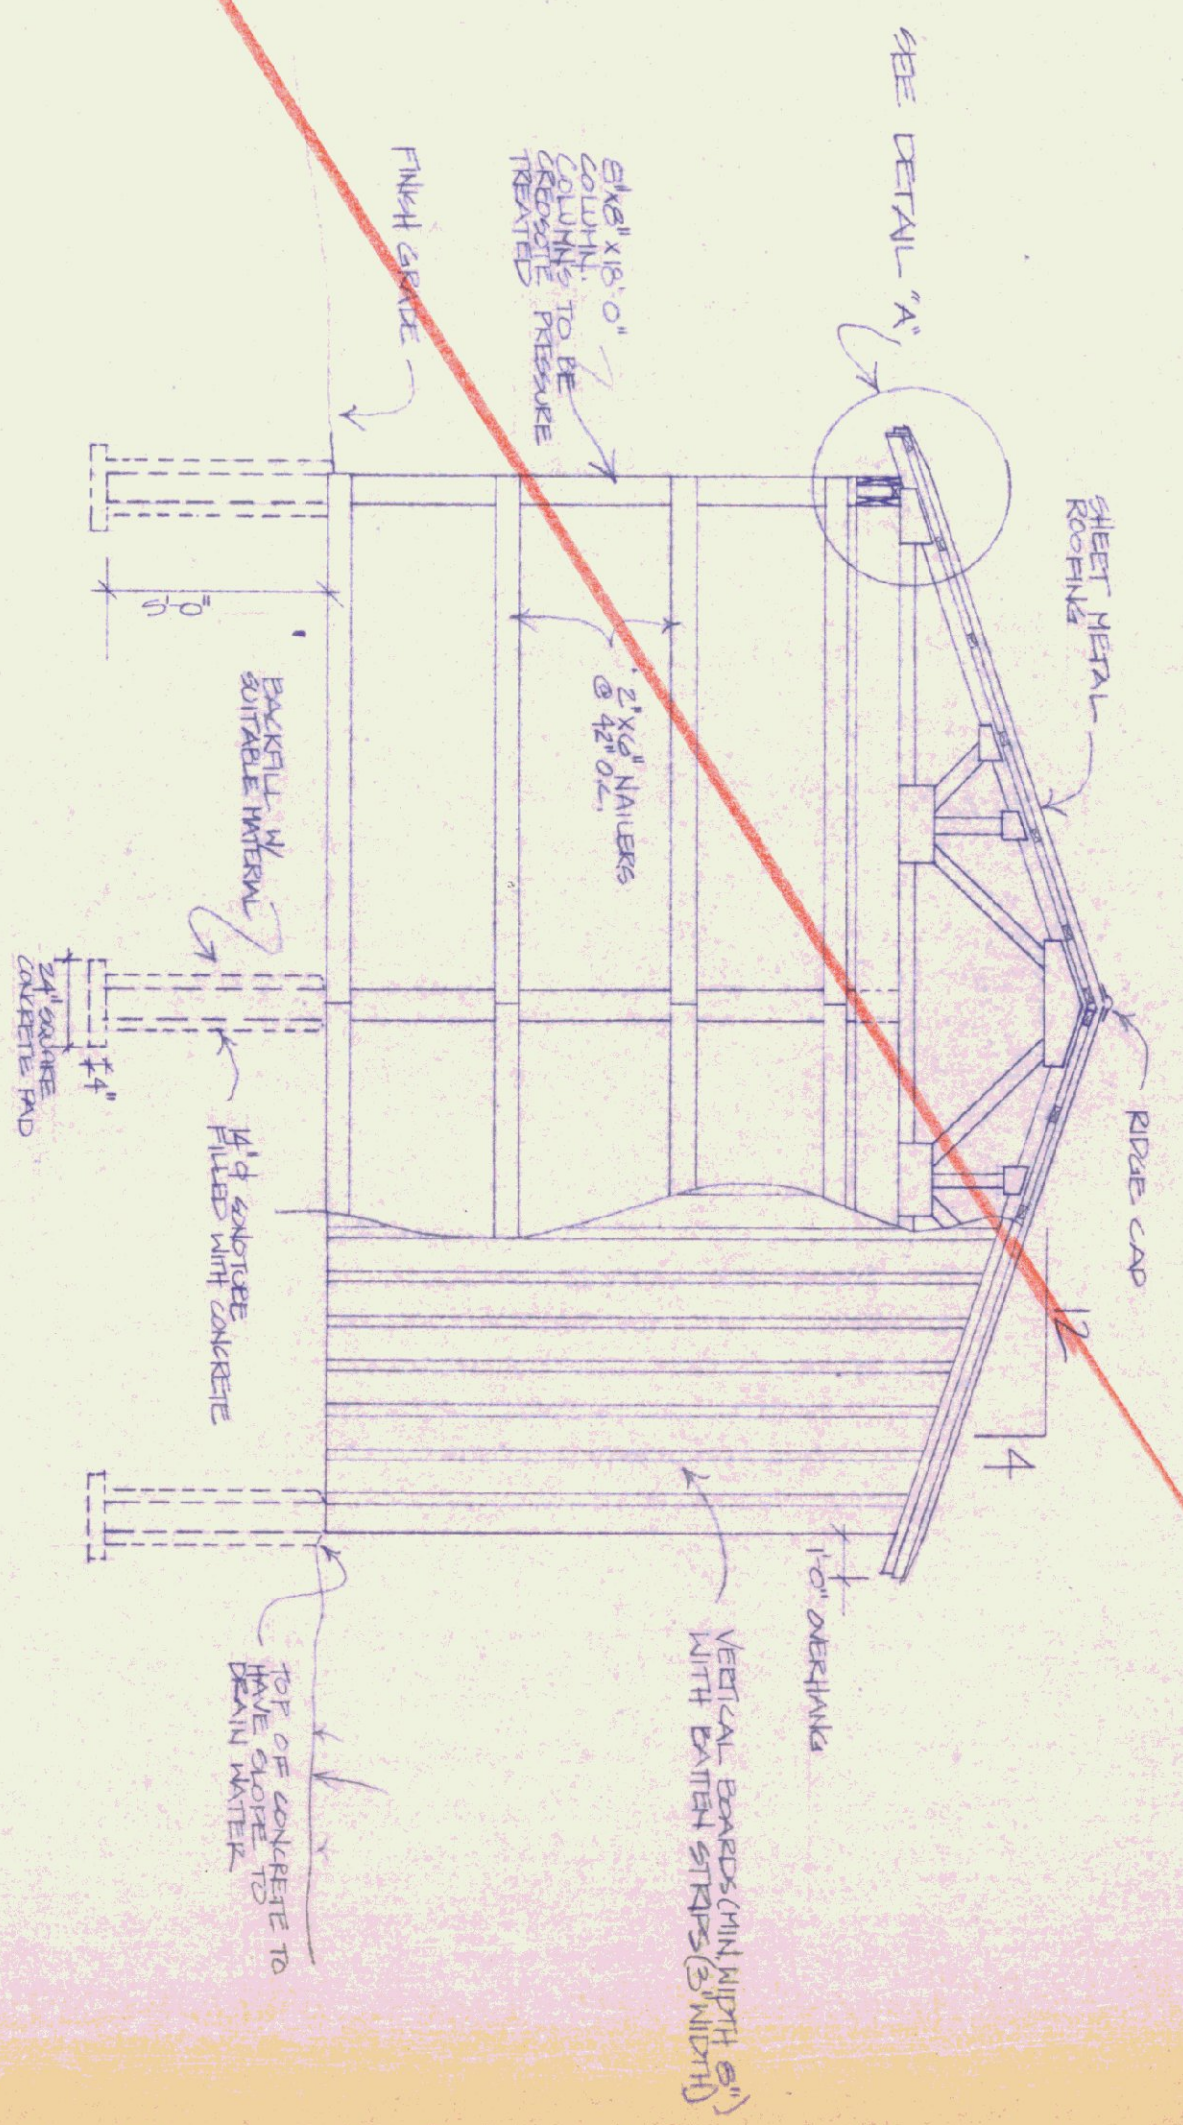 SEE DETAIL "A"
SHEET METAL
ROOFING
RIDGE CAP
12
4
8"X8" X 18'-0"
COLUMN.
COLUMNS TO BE
CREOSOTE PRESSURE
TREATED
2"X6" NAILERS
@ 42" O.C.
1'-0" OVERHANG
VERTICAL BOARDS (MIN. WIDTH 8")
WITH BATTEN STRIPS (3" WIDTH)
FINISH GRADE
5'-0"
BACKFILL W/
SUITABLE MATERIAL
14" φ SONOTUBE
FILLED WITH CONCRETE
TOP OF CONCRETE TO
HAVE SLOPE TO
DRAIN WATER
4"
24" SQUARE
CONCRETE PAD